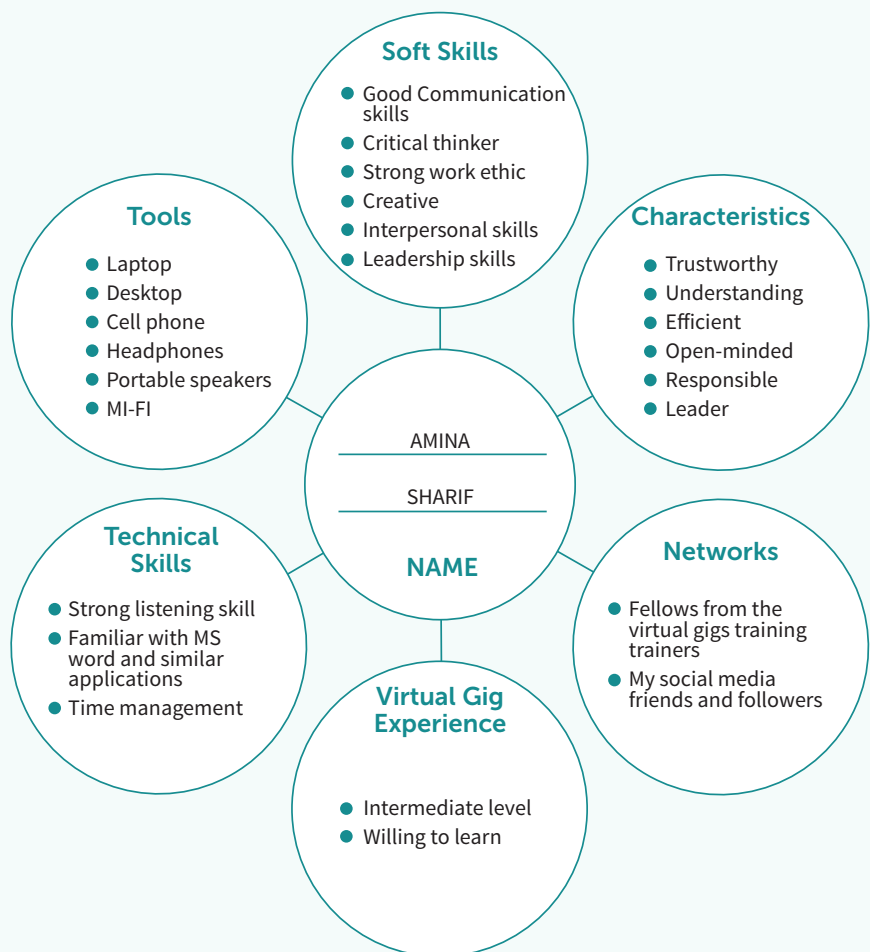 Soft Skills
Good Communication
skills
Critical thinker
Strong work ethic
Creative
Interpersonal skills
Leadership skills
Tools
Laptop
Desktop
Cell phone
Headphones
Portable speakers
MI-FI
Characteristics
Trustworthy
Understanding
Efficient
Open-minded
Responsible
Leader
AMINA
SHARIF
NAME
Technical
Skills
Strong listening skill
Familiar with MS
word and similar
applications
Time management
Networks
Fellows from the
virtual gigs training
trainers
My social media
friends and followers
Virtual Gig
Experience
Intermediate level
Willing to learn